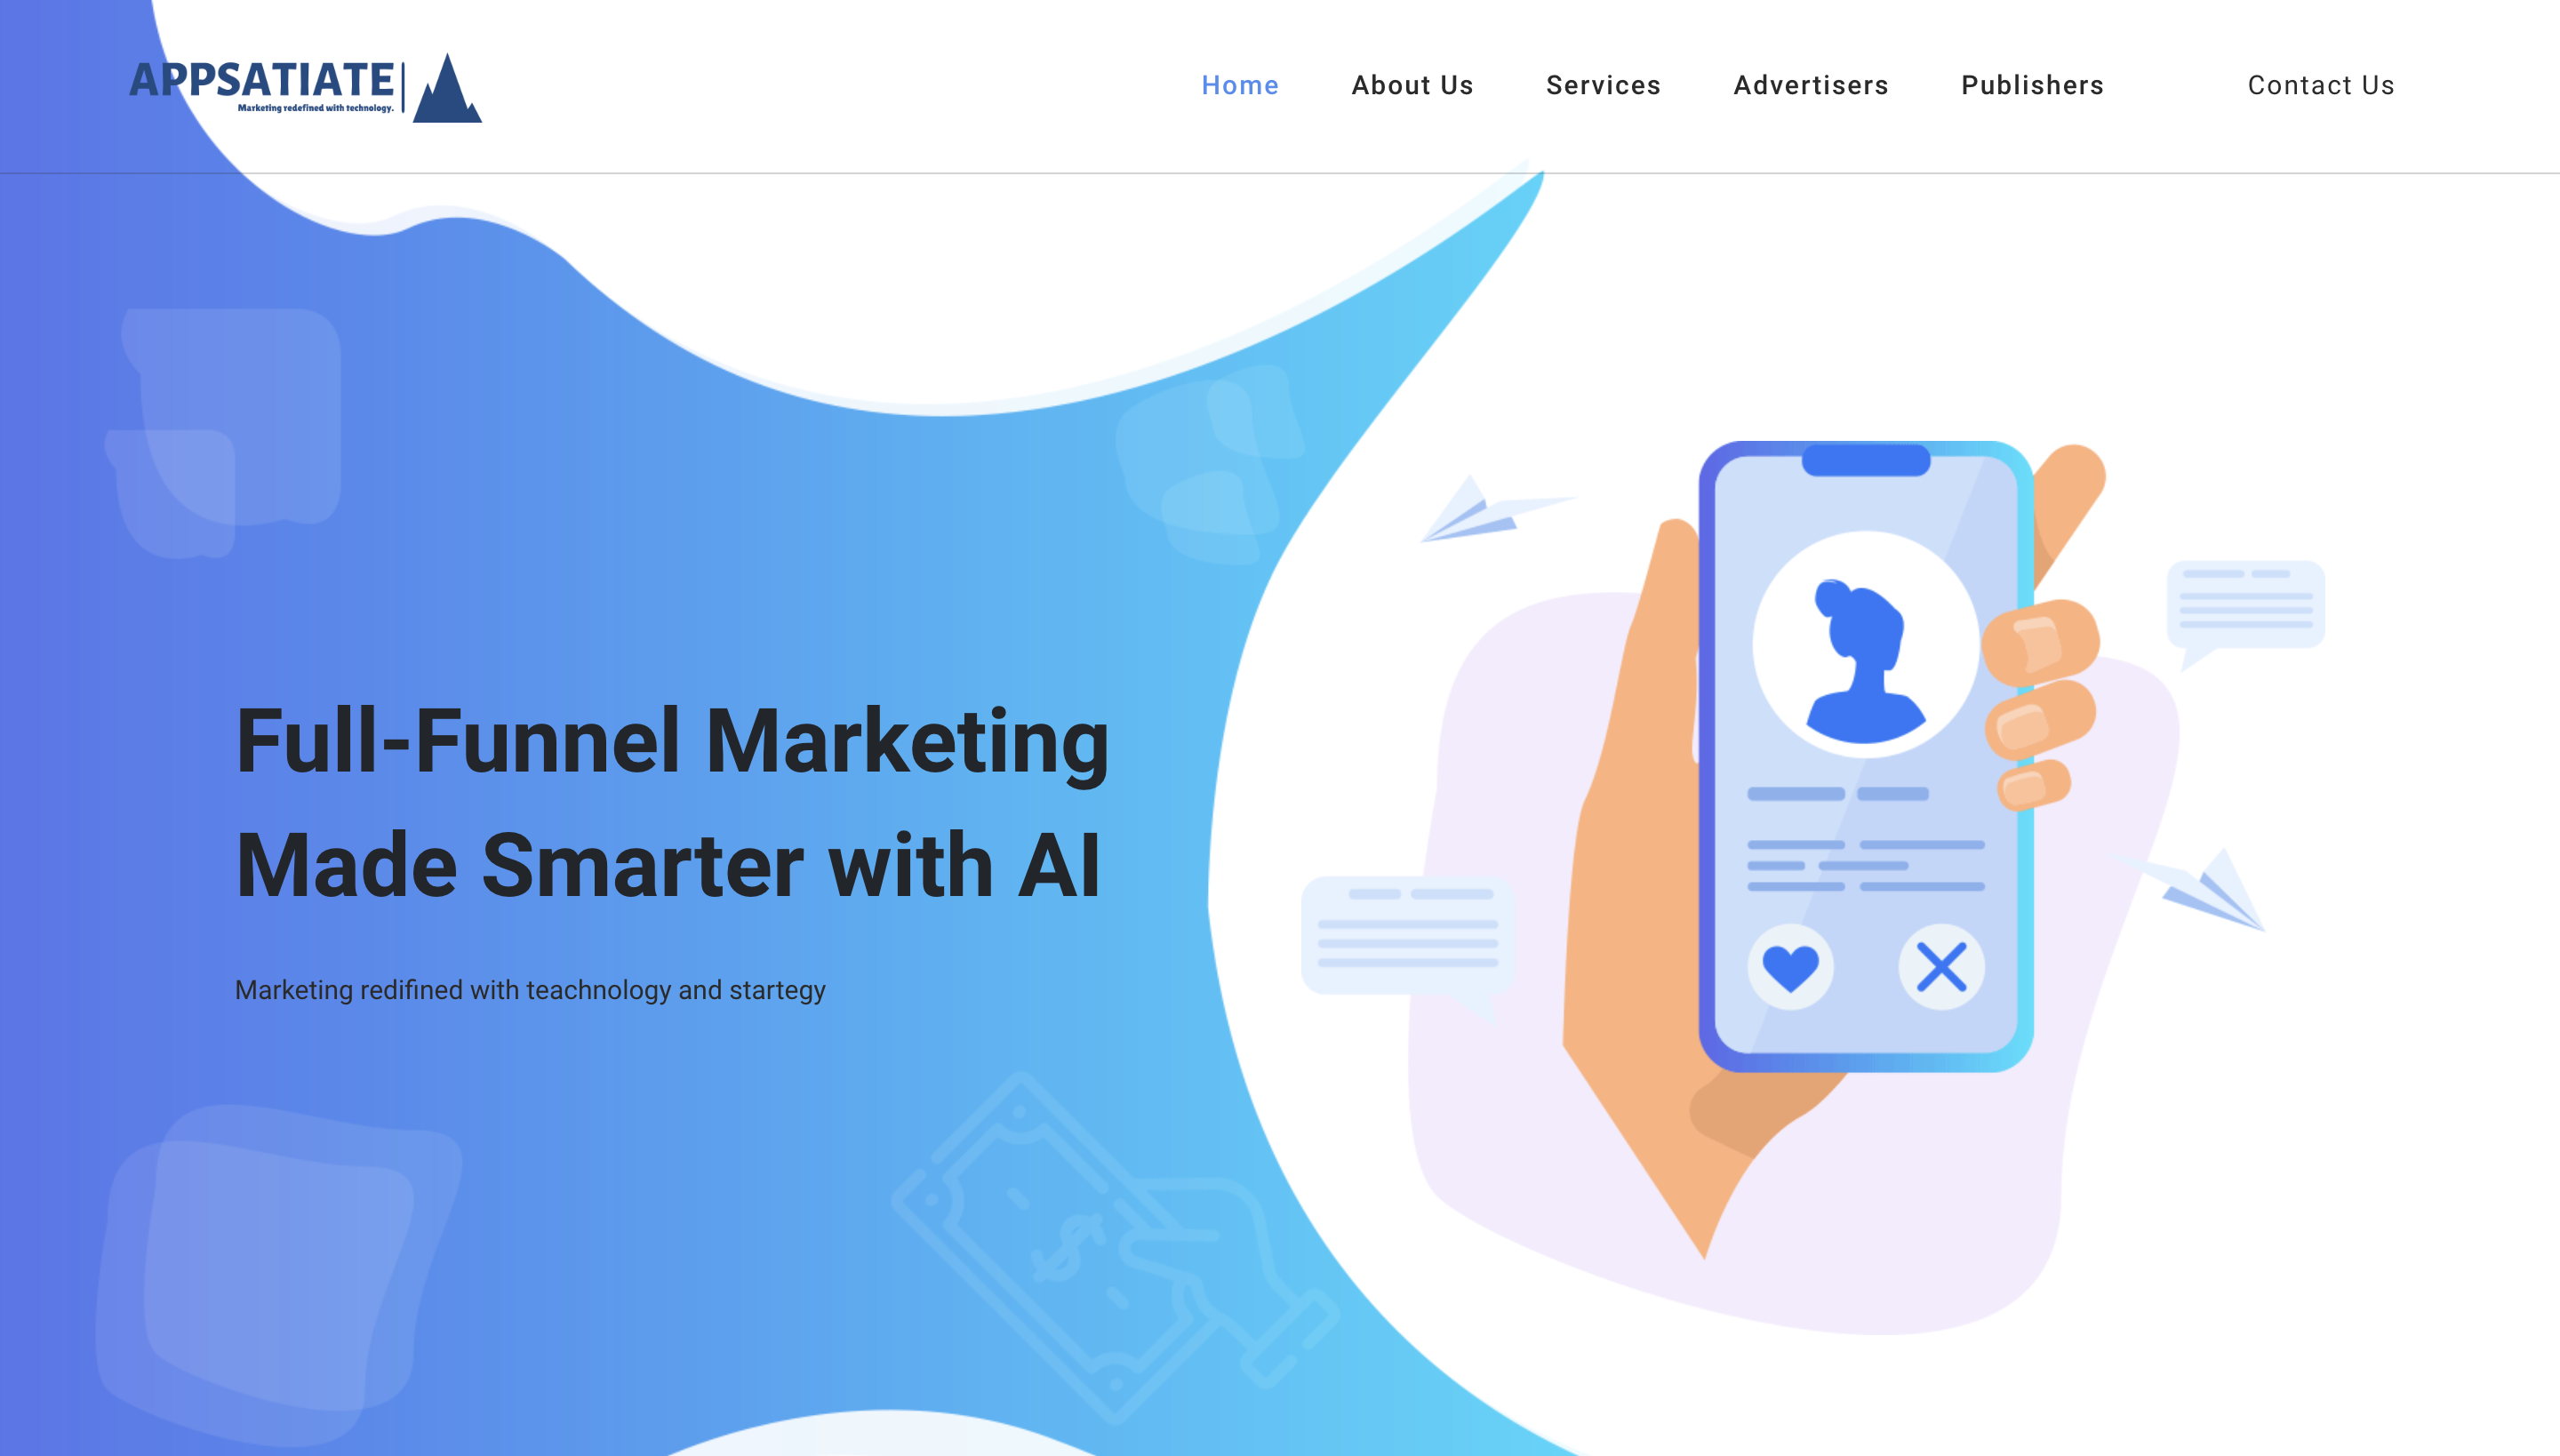 APPSATIATE
Marketing redefined with technology.
Home About Us Services Advertisers Publishers Contact Us
Full-Funnel Marketing
Made Smarter with AI
Marketing redifined with teachnology and startegy
$